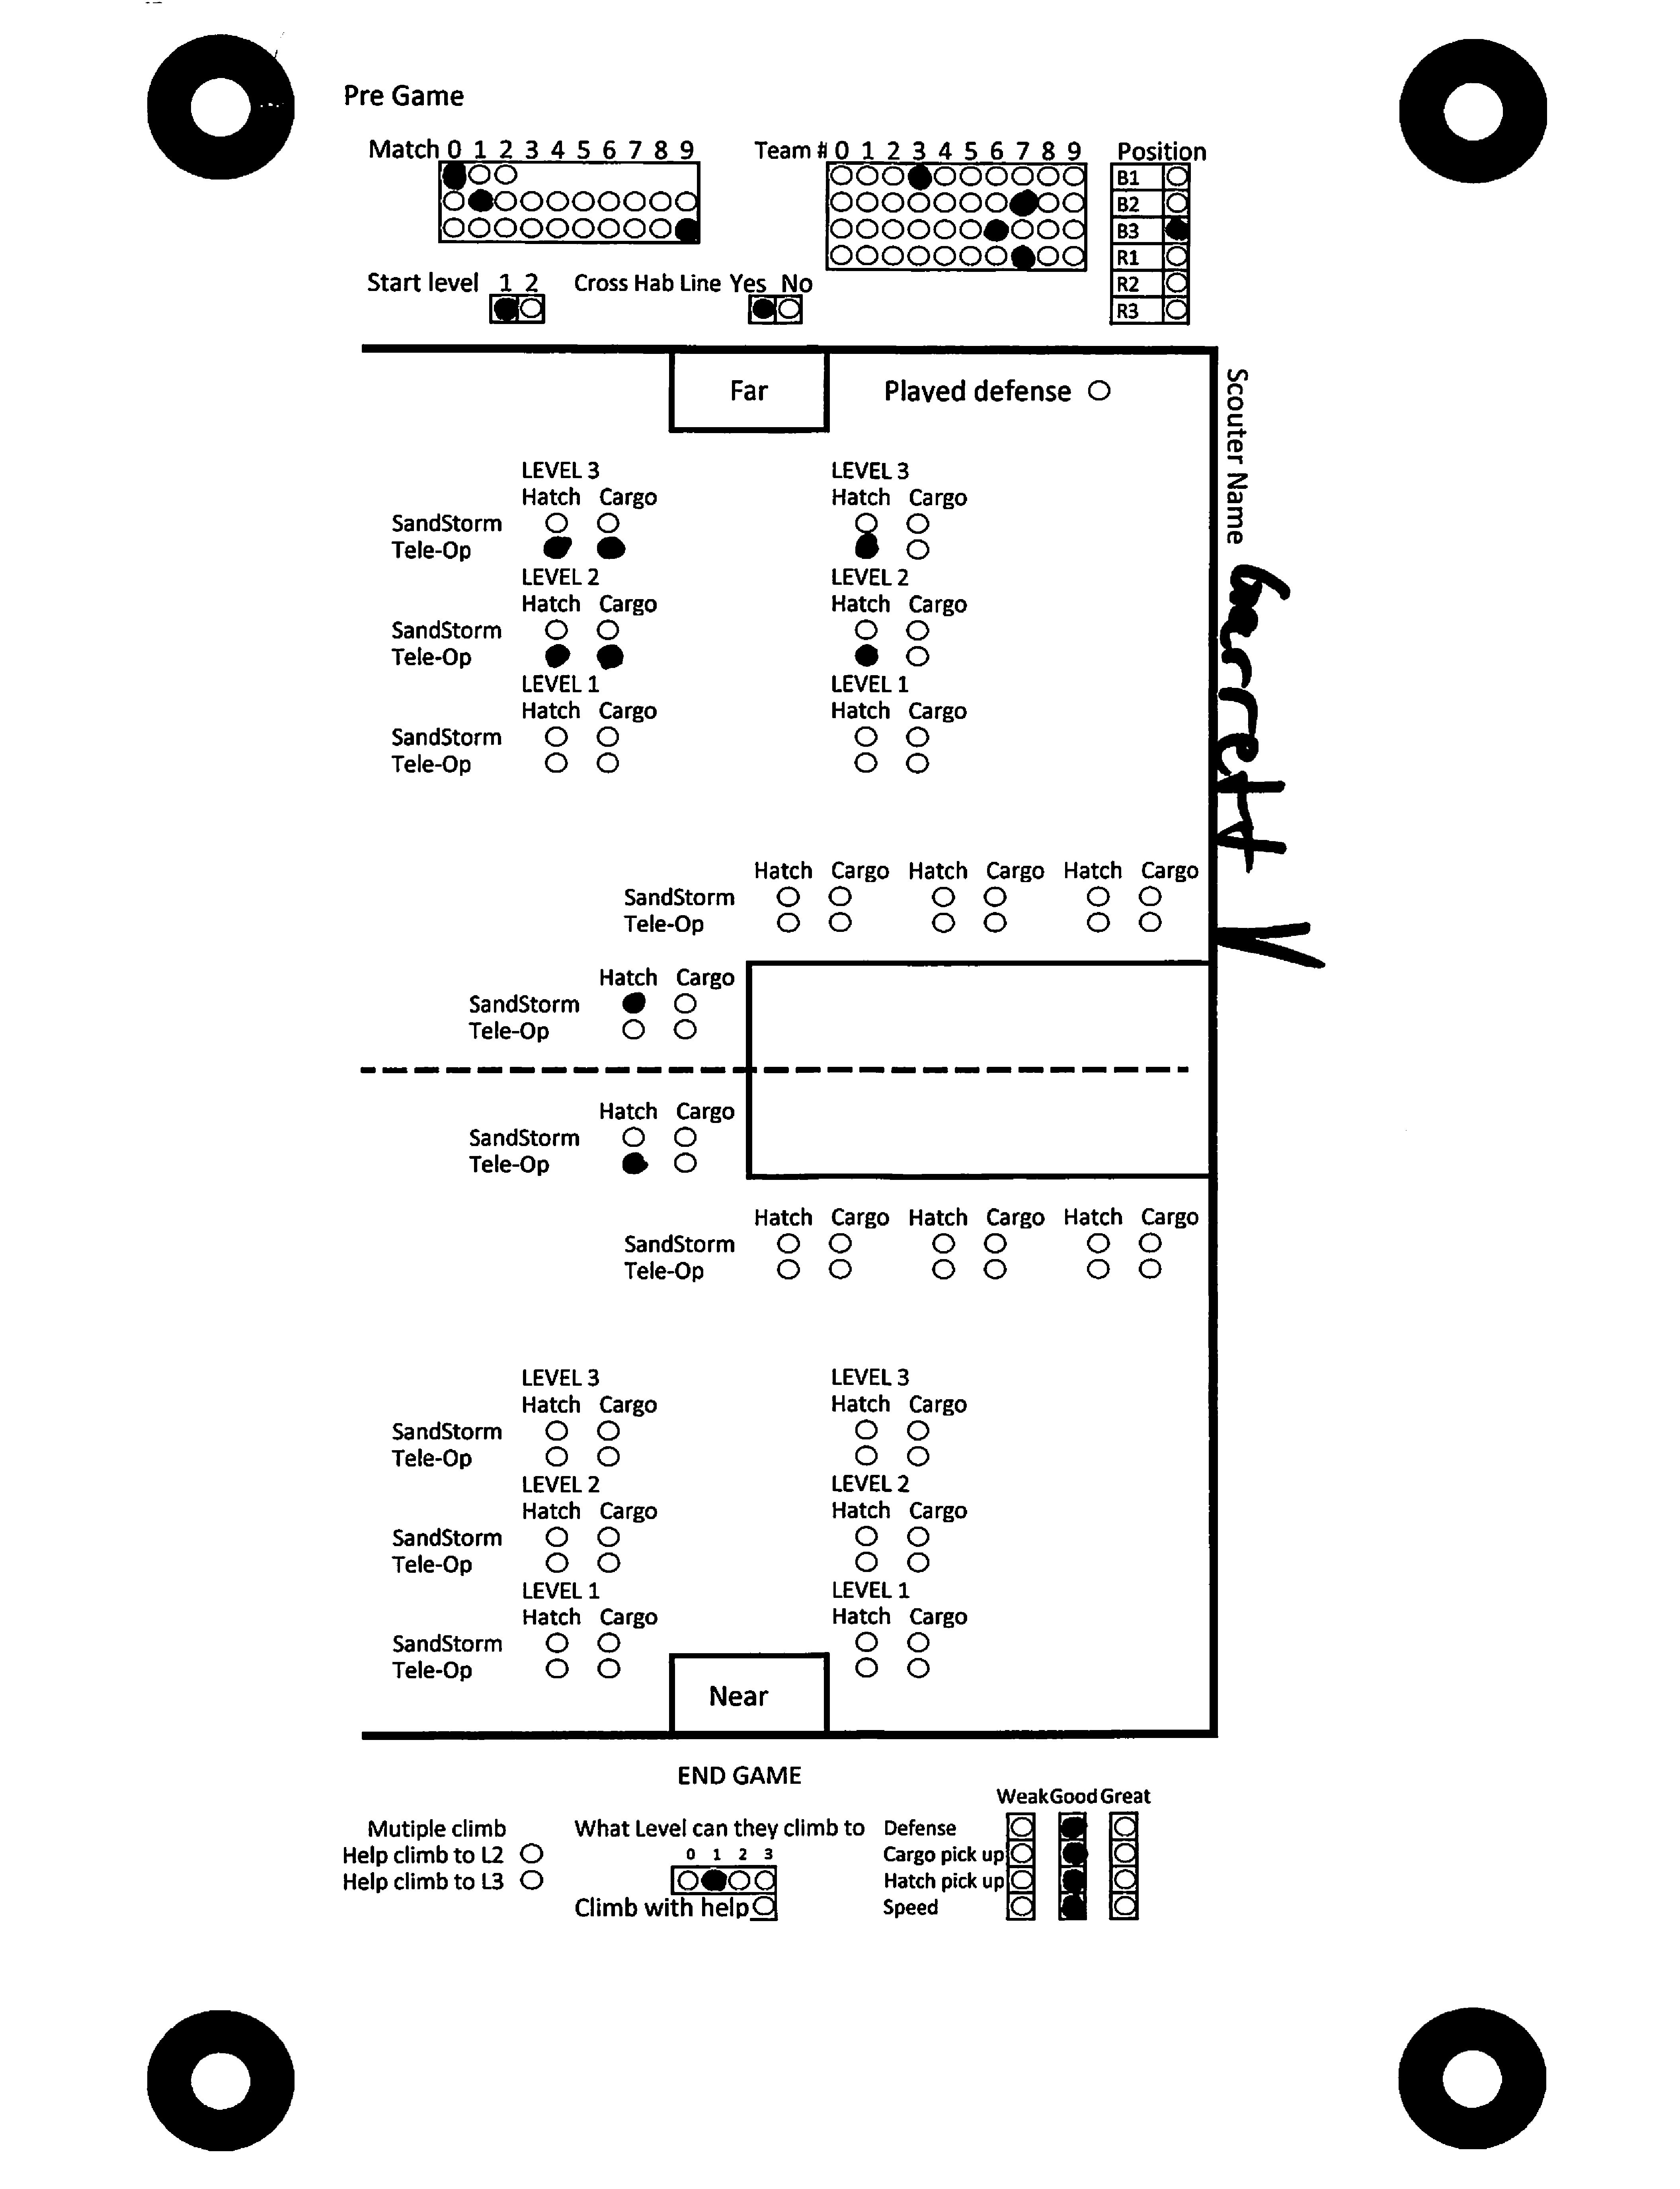 Pre Game
Match 0 1 2 3 4 5 6 7 8 9
Team # 0 1 2 3 4 5 6 7 8 9
Position
B1
B2
B3
R1
R2
R3
Start level 1 2
Cross Hab Line Yes No
Far
Played defense
Scouter Name
Garrett Y
LEVEL 3 LEVEL 3
Hatch Cargo Hatch Cargo
SandStorm
Tele-Op
LEVEL 2 LEVEL 2
Hatch Cargo Hatch Cargo
SandStorm
Tele-Op
LEVEL 1 LEVEL 1
Hatch Cargo Hatch Cargo
SandStorm
Tele-Op
Hatch Cargo Hatch Cargo Hatch Cargo
SandStorm
Tele-Op
Hatch Cargo
SandStorm
Tele-Op
Hatch Cargo
SandStorm
Tele-Op
Hatch Cargo Hatch Cargo Hatch Cargo
SandStorm
Tele-Op
LEVEL 3 LEVEL 3
Hatch Cargo Hatch Cargo
SandStorm
Tele-Op
LEVEL 2 LEVEL 2
Hatch Cargo Hatch Cargo
SandStorm
Tele-Op
LEVEL 1 LEVEL 1
Hatch Cargo Hatch Cargo
SandStorm
Tele-Op
Near
END GAME
Mutiple climb
Help climb to L2
Help climb to L3
What Level can they climb to
0 1 2 3
Climb with help
Weak Good Great
Defense
Cargo pick up
Hatch pick up
Speed